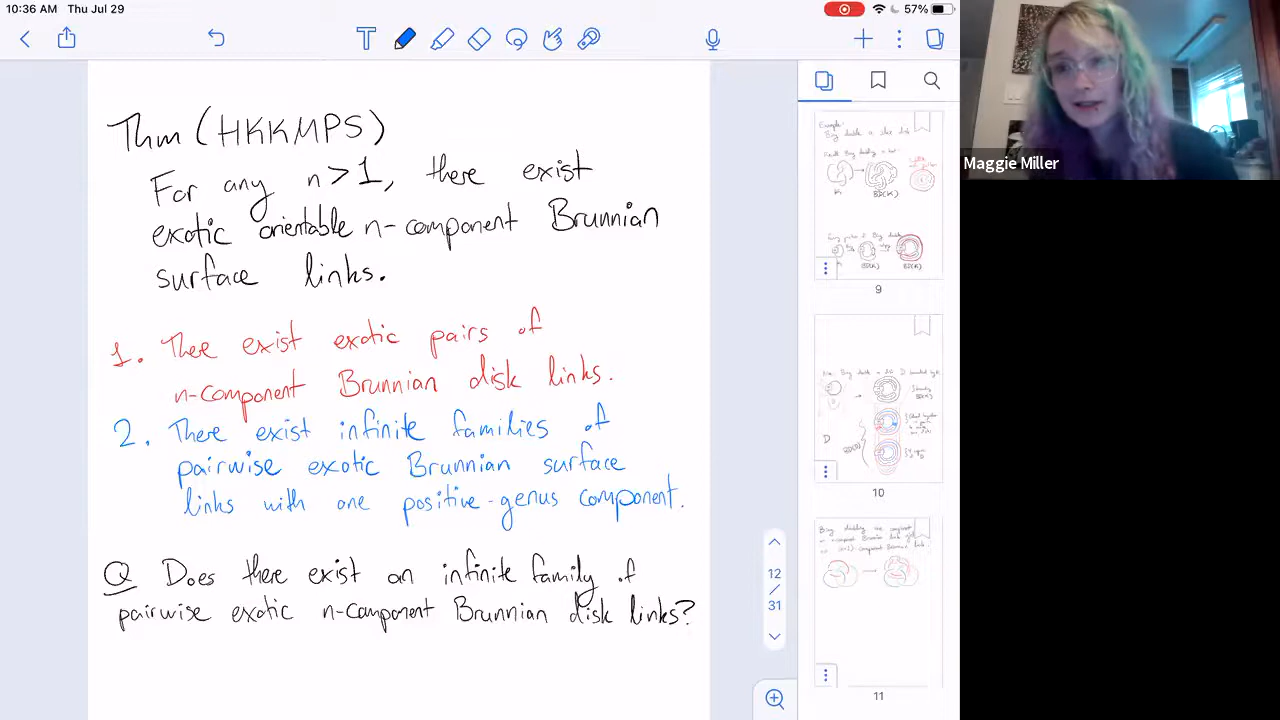 10:36 AM Thu Jul 29
57%
Thm (HKKMPS)
For any n>1, there exist
exotic orientable n-component Brunnian
surface links.
1. There exist exotic pairs of
n-component Brunnian disk links.
2. There exist infinite families of
pairwise exotic Brunnian surface
links with one positive-genus component.
Q Does there exist an infinite family of
pairwise exotic n-component Brunnian disk links?
Maggie Miller
9
10
11
12
/
31